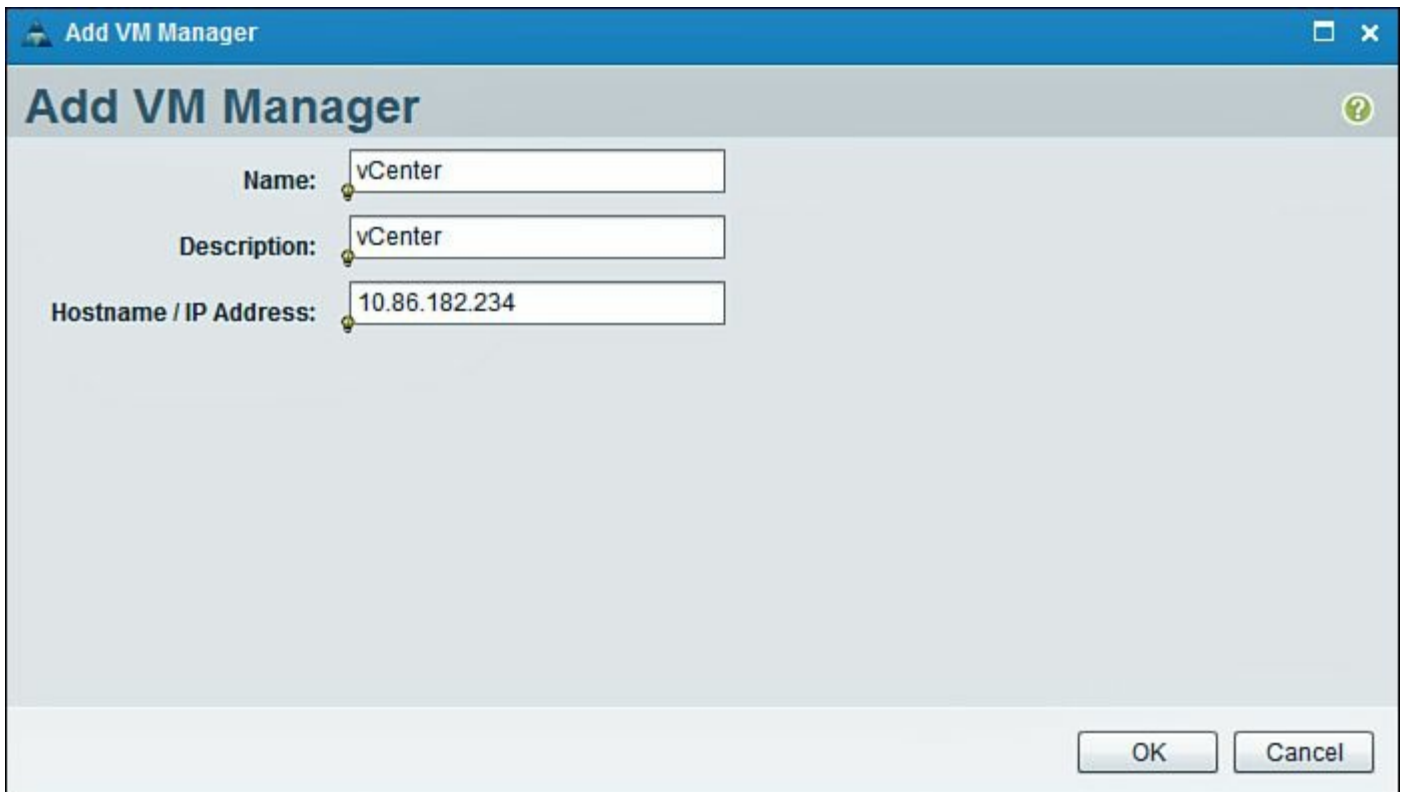 Add VM Manager
Add VM Manager
?
Name: vCenter
Description: vCenter
Hostname / IP Address: 10.86.182.234
OK Cancel